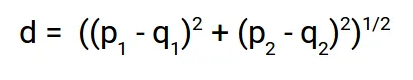 d = ((p₁ - q₁)² + (p₂ - q₂)²)¹/²